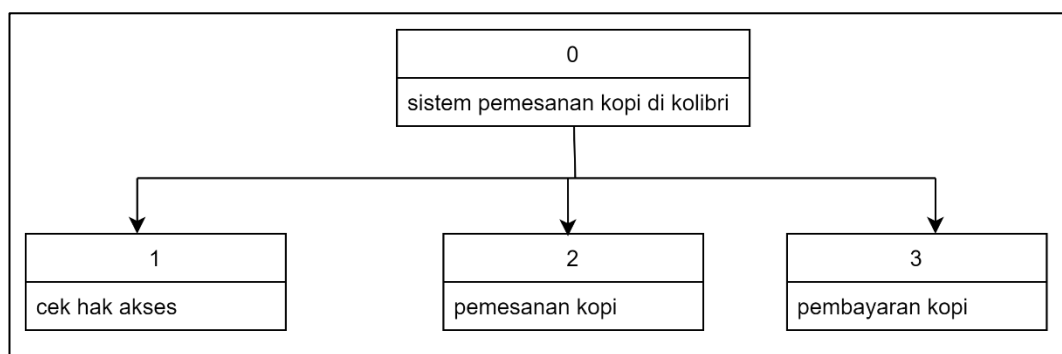 0
sistem pemesanan kopi di kolibri
1
cek hak akses
2
pemesanan kopi
3
pembayaran kopi